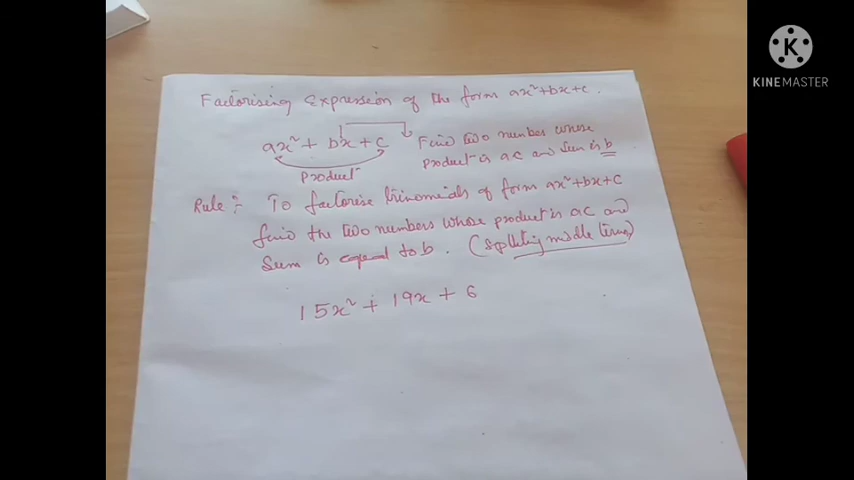 Factorising Expression of the form ax²+bx+c.
ax² + bx + c
Product
Find two number whose
product is ac and sum is b
Rule :- To factorise trinomials of form ax²+bx+c
find the two numbers whose product is ac and
sum is equal to b. (splitting middle term)
15x² + 19x + 6
K
KINEMASTER